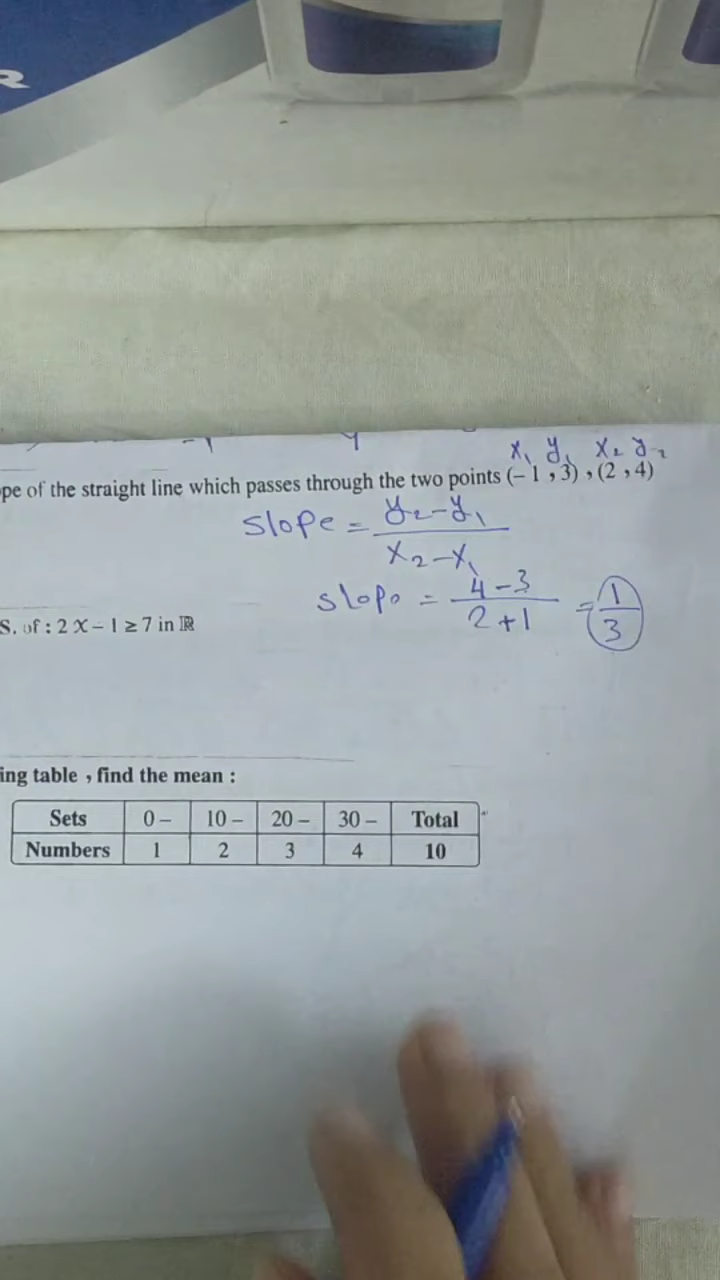 R
x₁ y₁ x₂ y₂
pe of the straight line which passes through the two points (– 1 , 3) , (2 , 4)
slope = y₂-y₁ / x₂-x₁
slope = 4-3 / 2+1 = 1/3
S. of : 2 X – 1 ≥ 7 in ℝ
ing table , find the mean :
Sets 0 – 10 – 20 – 30 – Total
Numbers 1 2 3 4 10